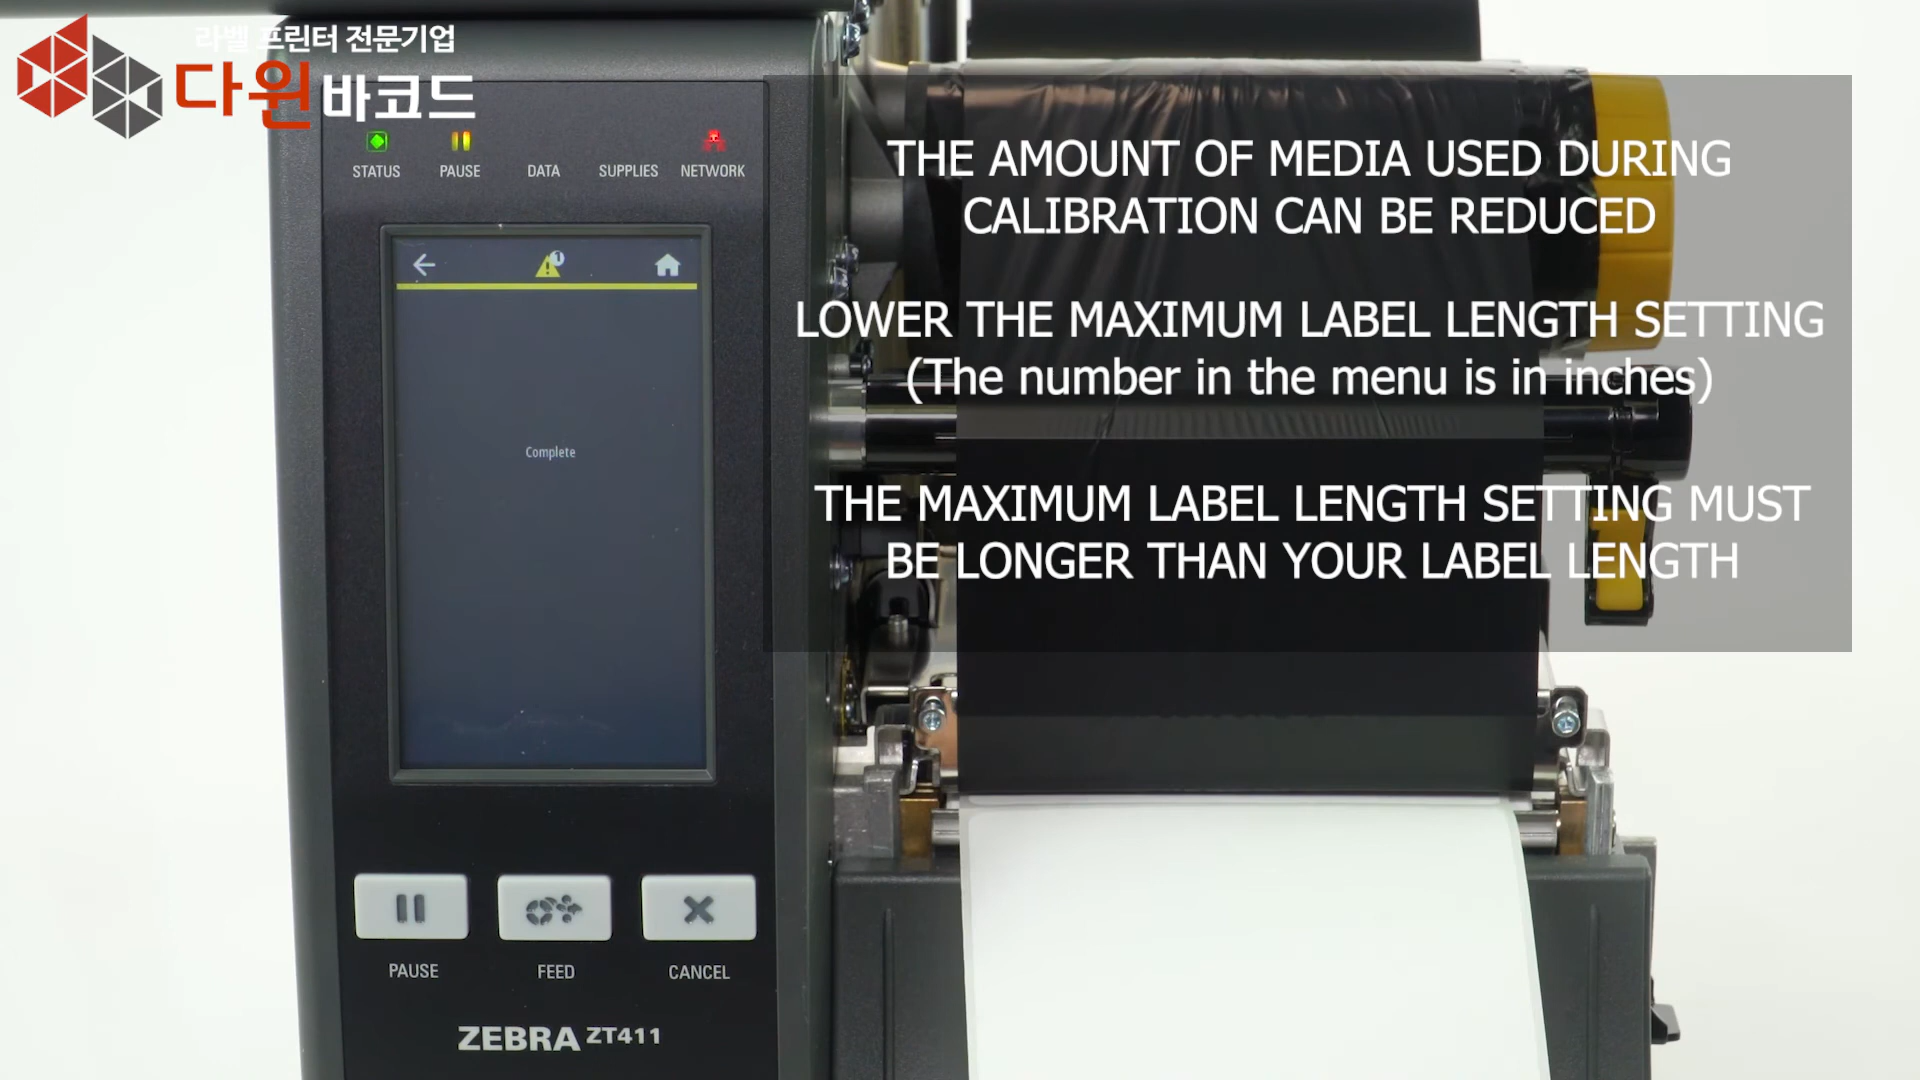 라벨 프린터 전문기업
다윈바코드
STATUS PAUSE DATA SUPPLIES NETWORK
1
Complete
THE AMOUNT OF MEDIA USED DURING
CALIBRATION CAN BE REDUCED
LOWER THE MAXIMUM LABEL LENGTH SETTING
(The number in the menu is in inches)
THE MAXIMUM LABEL LENGTH SETTING MUST
BE LONGER THAN YOUR LABEL LENGTH
PAUSE FEED CANCEL
ZEBRA ZT411